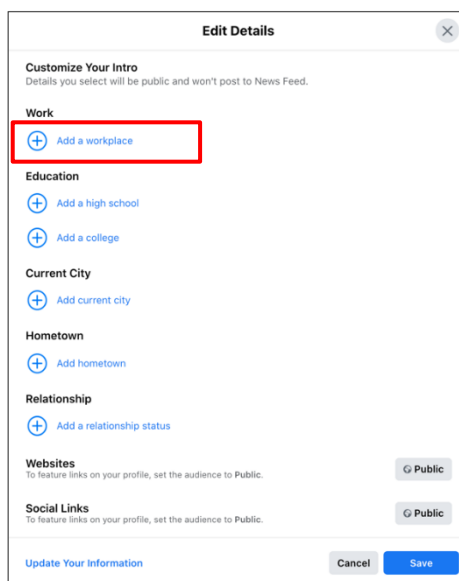 Edit Details
Customize Your Intro
Details you select will be public and won't post to News Feed.
Work
Add a workplace
Education
Add a high school
Add a college
Current City
Add current city
Hometown
Add hometown
Relationship
Add a relationship status
Websites
To feature links on your profile, set the audience to Public.
Public
Social Links
To feature links on your profile, set the audience to Public.
Public
Update Your Information
Cancel
Save